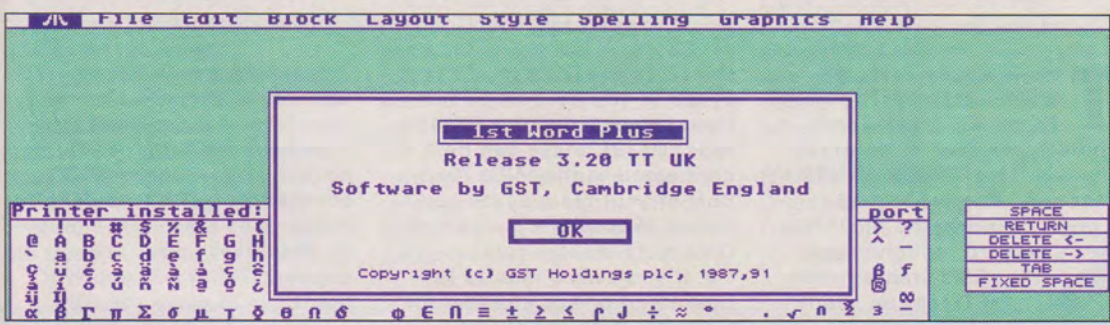 File Edit Block Layout Style Spelling Graphics Help
1st Word Plus
Release 3.20 TT UK
Software by GST, Cambridge England
OK
Copyright (c) GST Holdings plc, 1987,91
Printer installed:
port
! " # $ % & ' (
@ A B C D E F G H
` a b c d e f g h
> ?
^ _
β ƒ
∞
α β Γ π Σ σ µ τ
θ Ω δ
ϕ ∈ ∩ ≡ ± ≥ ≤ ⌠ ⌡ ÷ ≈ °
SPACE
RETURN
DELETE <-
DELETE ->
TAB
FIXED SPACE